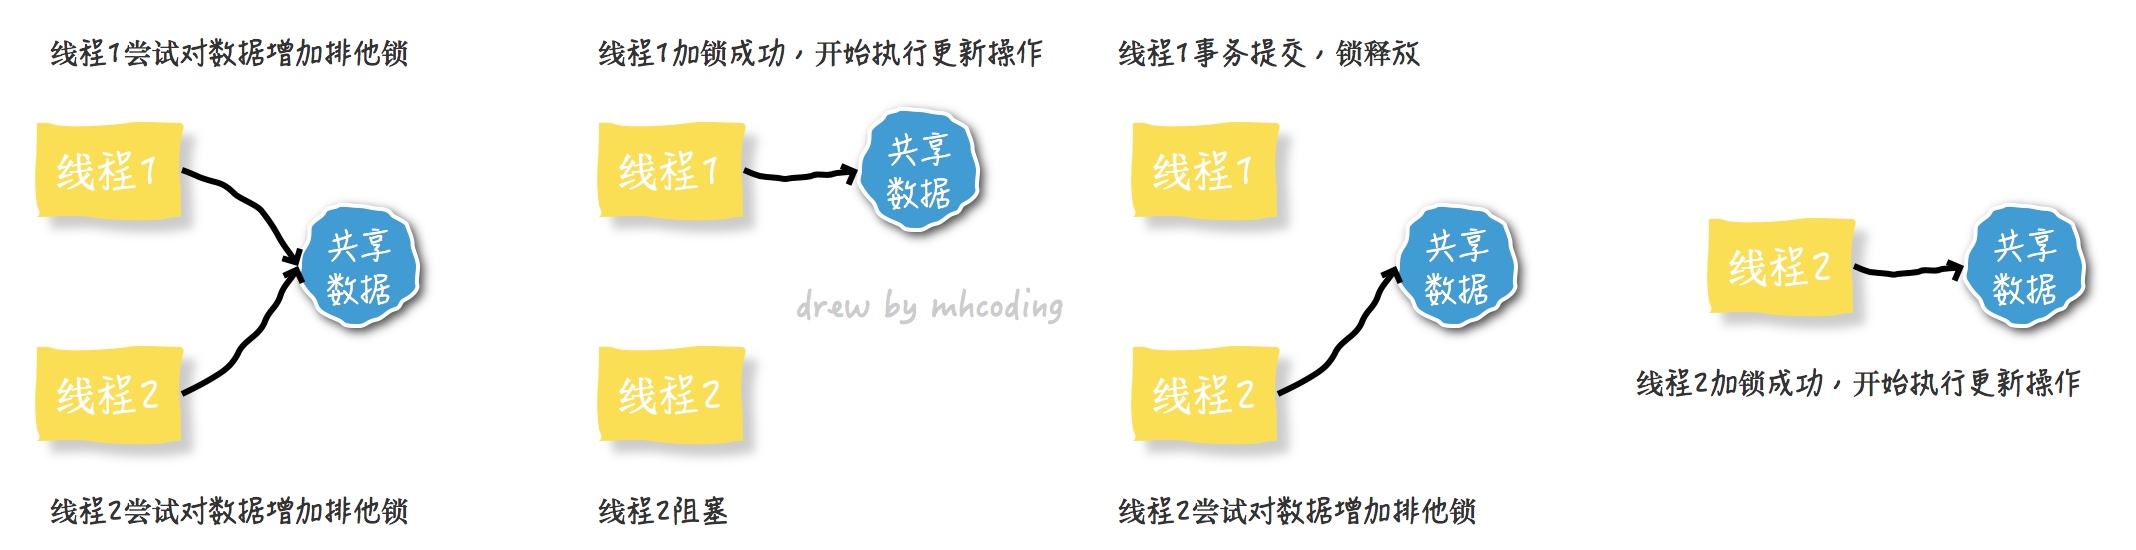 线程1尝试对数据增加排他锁
线程1
共享
数据
线程2
线程2尝试对数据增加排他锁
线程1加锁成功，开始执行更新操作
线程1
共享
数据
drew by mhcoding
线程2
线程2阻塞
线程1事务提交，锁释放
线程1
共享
数据
线程2
线程2尝试对数据增加排他锁
线程2
共享
数据
线程2加锁成功，开始执行更新操作